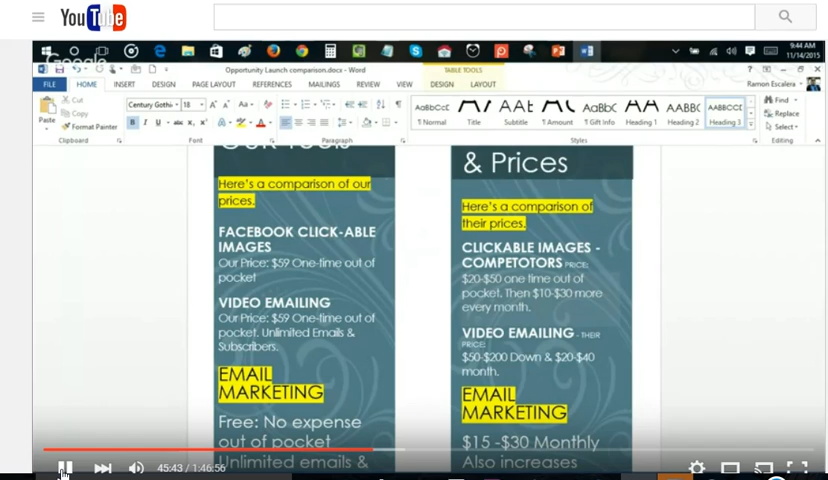 YouTube
Google
9:44 AM
11/14/2015
Opportunity Launch comparison.docx - Word
TABLE TOOLS
Ramon Escalera
FILE HOME INSERT DESIGN PAGE LAYOUT REFERENCES MAILINGS REVIEW VIEW DESIGN LAYOUT
Paste
Cut
Copy
Format Painter
Century Gothi 18
AaBbCcC AAE AaBbC AABBC AABBCCE
¶ Normal Title Subtitle ¶ Amount ¶ Gift Info Heading 1 Heading 2 Heading 3
Find
Replace
Select
Clipboard Font Paragraph Styles Editing
Our Tools
Here's a comparison of our
prices.
FACEBOOK CLICK-ABLE
IMAGES
Our Price: $59 One-time out of
pocket
VIDEO EMAILING
Our Price: $59 One-time out of
pocket. Unlimited Emails &
Subscribers.
EMAIL
MARKETING
Free: No expense
out of pocket
Unlimited emails &
& Prices
Here's a comparison of
their prices.
CLICKABLE IMAGES -
COMPETOTORS PRICE:
$20-$50 one time out of
pocket. Then $10-$30 more
every month.
VIDEO EMAILING - THEIR
PRICE:
$50-$200 Down & $20-$40
month.
EMAIL
MARKETING
$15 -$30 Monthly
Also increases
45:43 / 1:46:56